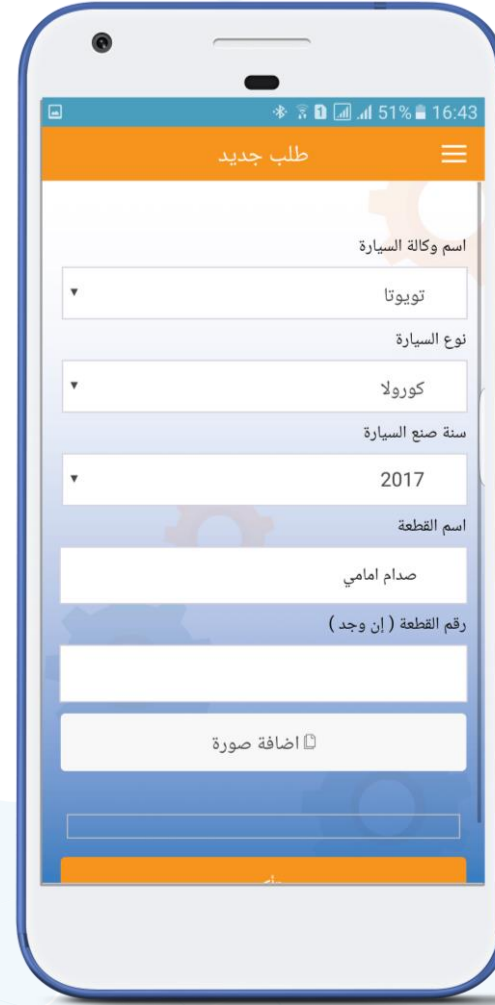 51% 16:43
طلب جديد
اسم وكالة السيارة
تويوتا
نوع السيارة
كورولا
سنة صنع السيارة
2017
اسم القطعة
صدام امامي
رقم القطعة ( إن وجد )
اضافة صورة